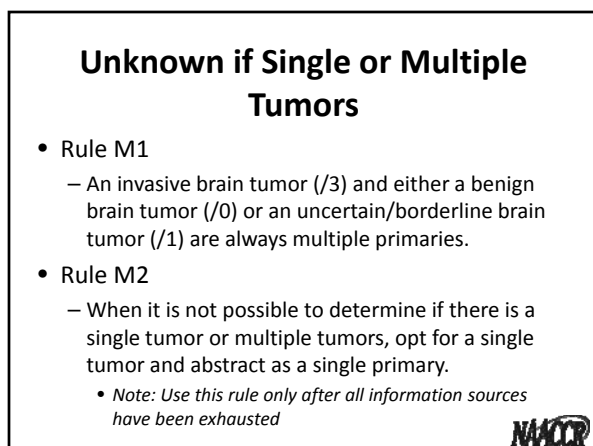 Unknown if Single or Multiple
Tumors
• Rule M1
– An invasive brain tumor (/3) and either a benign
brain tumor (/0) or an uncertain/borderline brain
tumor (/1) are always multiple primaries.
• Rule M2
– When it is not possible to determine if there is a
single tumor or multiple tumors, opt for a single
tumor and abstract as a single primary.
• Note: Use this rule only after all information sources
have been exhausted
NAACCR